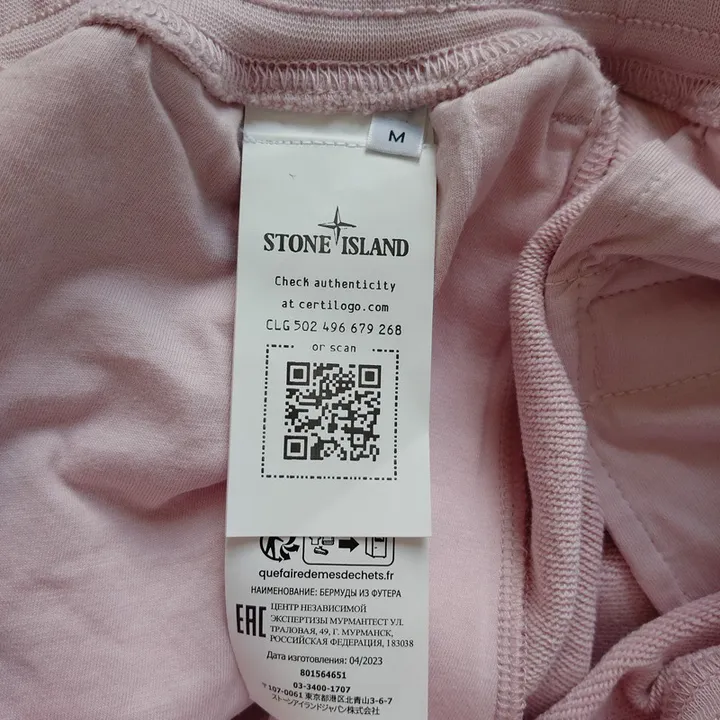 M
STONE ISLAND
Check authenticity
at certilogo.com
CLG 502 496 679 268
or scan
quefairedemesdechets.fr
НАИМЕНОВАНИЕ: БЕРМУДЫ ИЗ ФУТЕРА
EAC
ЦЕНТР НЕЗАВИСИМОЙ
ЭКСПЕРТИЗЫ МУРМАНТЕСТ УЛ.
ТРАЛОВАЯ, 49, Г. МУРМАНСК,
РОССИЙСКАЯ ФЕДЕРАЦИЯ, 183038
Дата изготовления: 04/2023
801564651
03-3400-1707
〒107-0061 東京都港区北青山3-6-7
ストーンアイランドジャパン株式会社